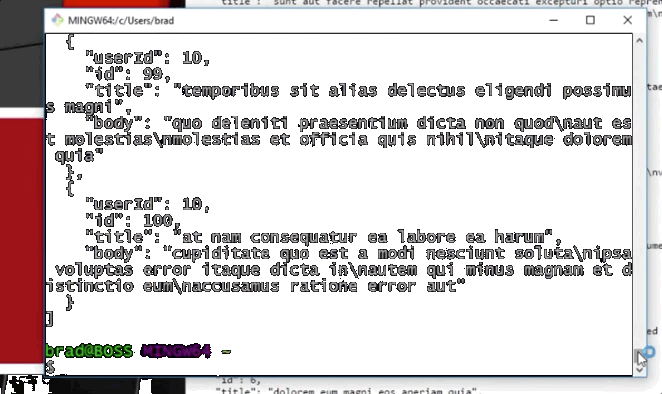 title": "sunt aut facere repellat provident occaecati excepturi optio repreh
MINGW64:/c/Users/brad
{
"userId": 10,
"id": 99,
"title": "temporibus sit alias delectus eligendi possimu
s magni",
"body": "quo deleniti praesentium dicta non quod\naut es
t molestias\nmolestias et officia quis nihil\nitaque dolorem
quia"
},
{
"userId": 10,
"id": 100,
"title": "at nam consequatur ea labore ea harum",
"body": "cupiditate quo est a modi nesciunt soluta\nipsa
voluptas error itaque dicta in\nautem qui minus magnam et d
istinctio eum\naccusamus ratione error aut"
}
]
brad@BOSS MINGW64 ~
$
id": 6,
"title": "dolorem eum magni eos aperiam quia",